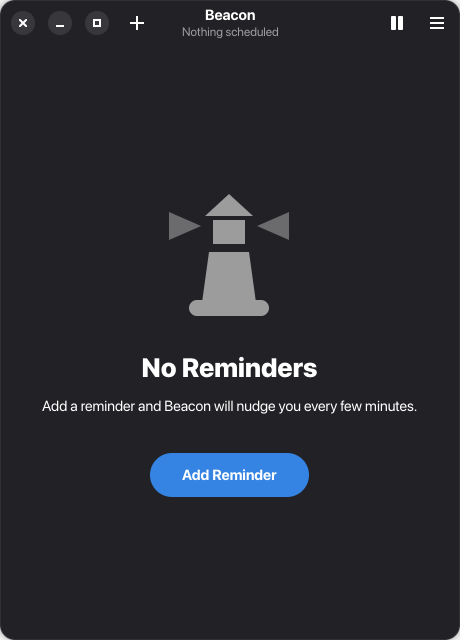 Beacon
Nothing scheduled
No Reminders
Add a reminder and Beacon will nudge you every few minutes.
Add Reminder